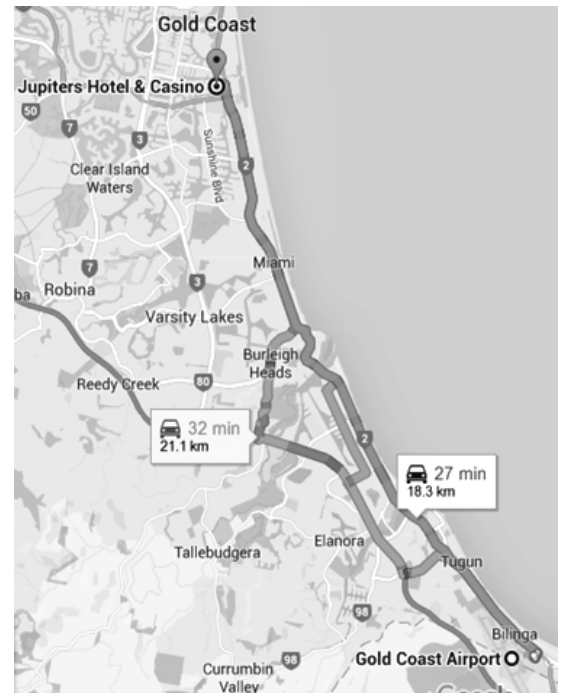 Gold Coast
Jupiters Hotel & Casino
50
7
3
Clear Island
Waters
Sunshine Blvd
2
Miami
7
3
Robina
ba
Varsity Lakes
Burleigh
Heads
80
Reedy Creek
32 min
21.1 km
2
27 min
18.3 km
Tallebudgera
Elanora
Tugun
98
Bilinga
Gold Coast Airport
98
Currumbin
Valley